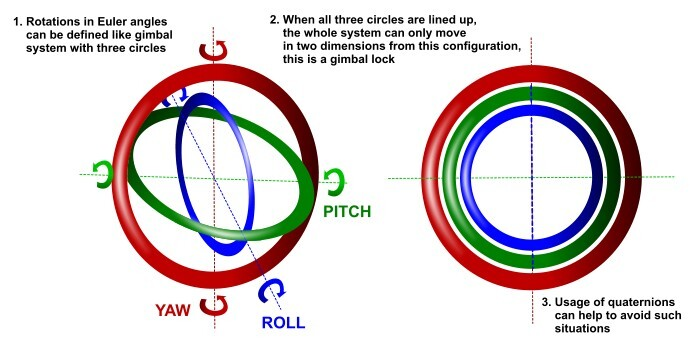 1. Rotations in Euler angles
can be defined like gimbal
system with three circles
2. When all three circles are lined up,
the whole system can only move
in two dimensions from this configuration,
this is a gimbal lock
PITCH
YAW
ROLL
3. Usage of quaternions
can help to avoid such
situations